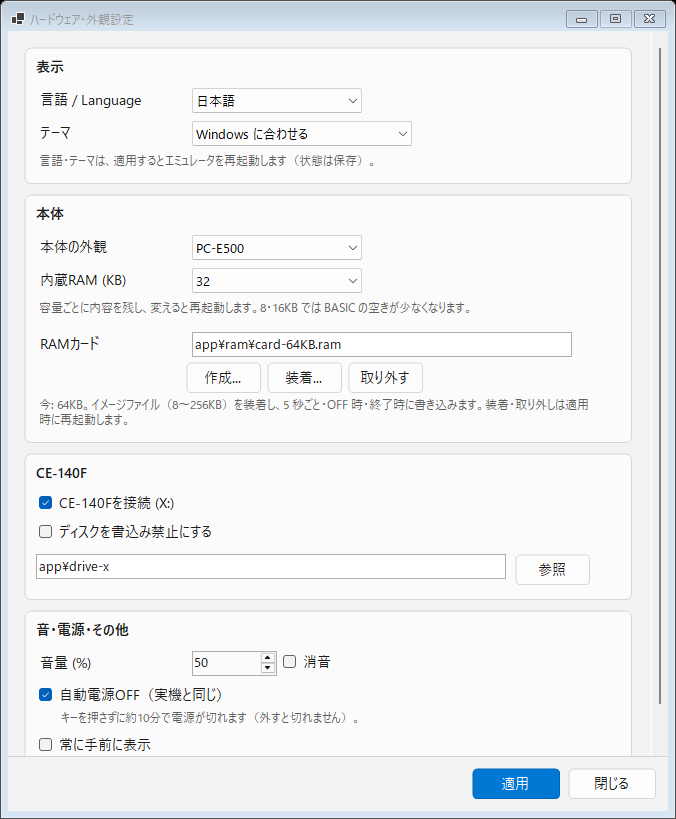 ハードウェア・外観設定
表示
言語 / Language
日本語
テーマ
Windows に合わせる
言語・テーマは、適用するとエミュレータを再起動します（状態は保存）。
本体
本体の外観
PC-E500
内蔵RAM (KB)
32
容量ごとに内容を残し、変えると再起動します。8・16KB では BASIC の空きが少なくなります。
RAMカード
app¥ram¥card-64KB.ram
作成...
装着...
取り外す
今: 64KB。イメージファイル（8～256KB）を装着し、5 秒ごと・OFF 時・終了時に書き込みます。装着・取り外しは適用
時に再起動します。
CE-140F
CE-140Fを接続 (X:)
ディスクを書込み禁止にする
app¥drive-x
参照
音・電源・その他
音量 (%)
50
消音
自動電源OFF（実機と同じ）
キーを押さずに約10分で電源が切れます（外すと切れません）。
常に手前に表示
適用
閉じる